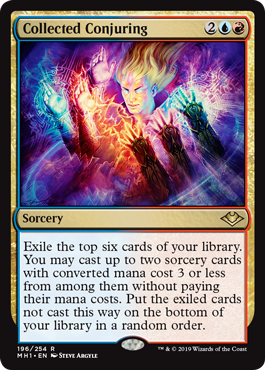 Collected Conjuring 2
Sorcery
Exile the top six cards of your library.
You may cast up to two sorcery cards
with converted mana cost 3 or less
from among them without paying
their mana costs. Put the exiled cards
not cast this way on the bottom of
your library in a random order.
196/254 R
MH1 • EN STEVE ARGYLE ™ & © 2019 Wizards of the Coast